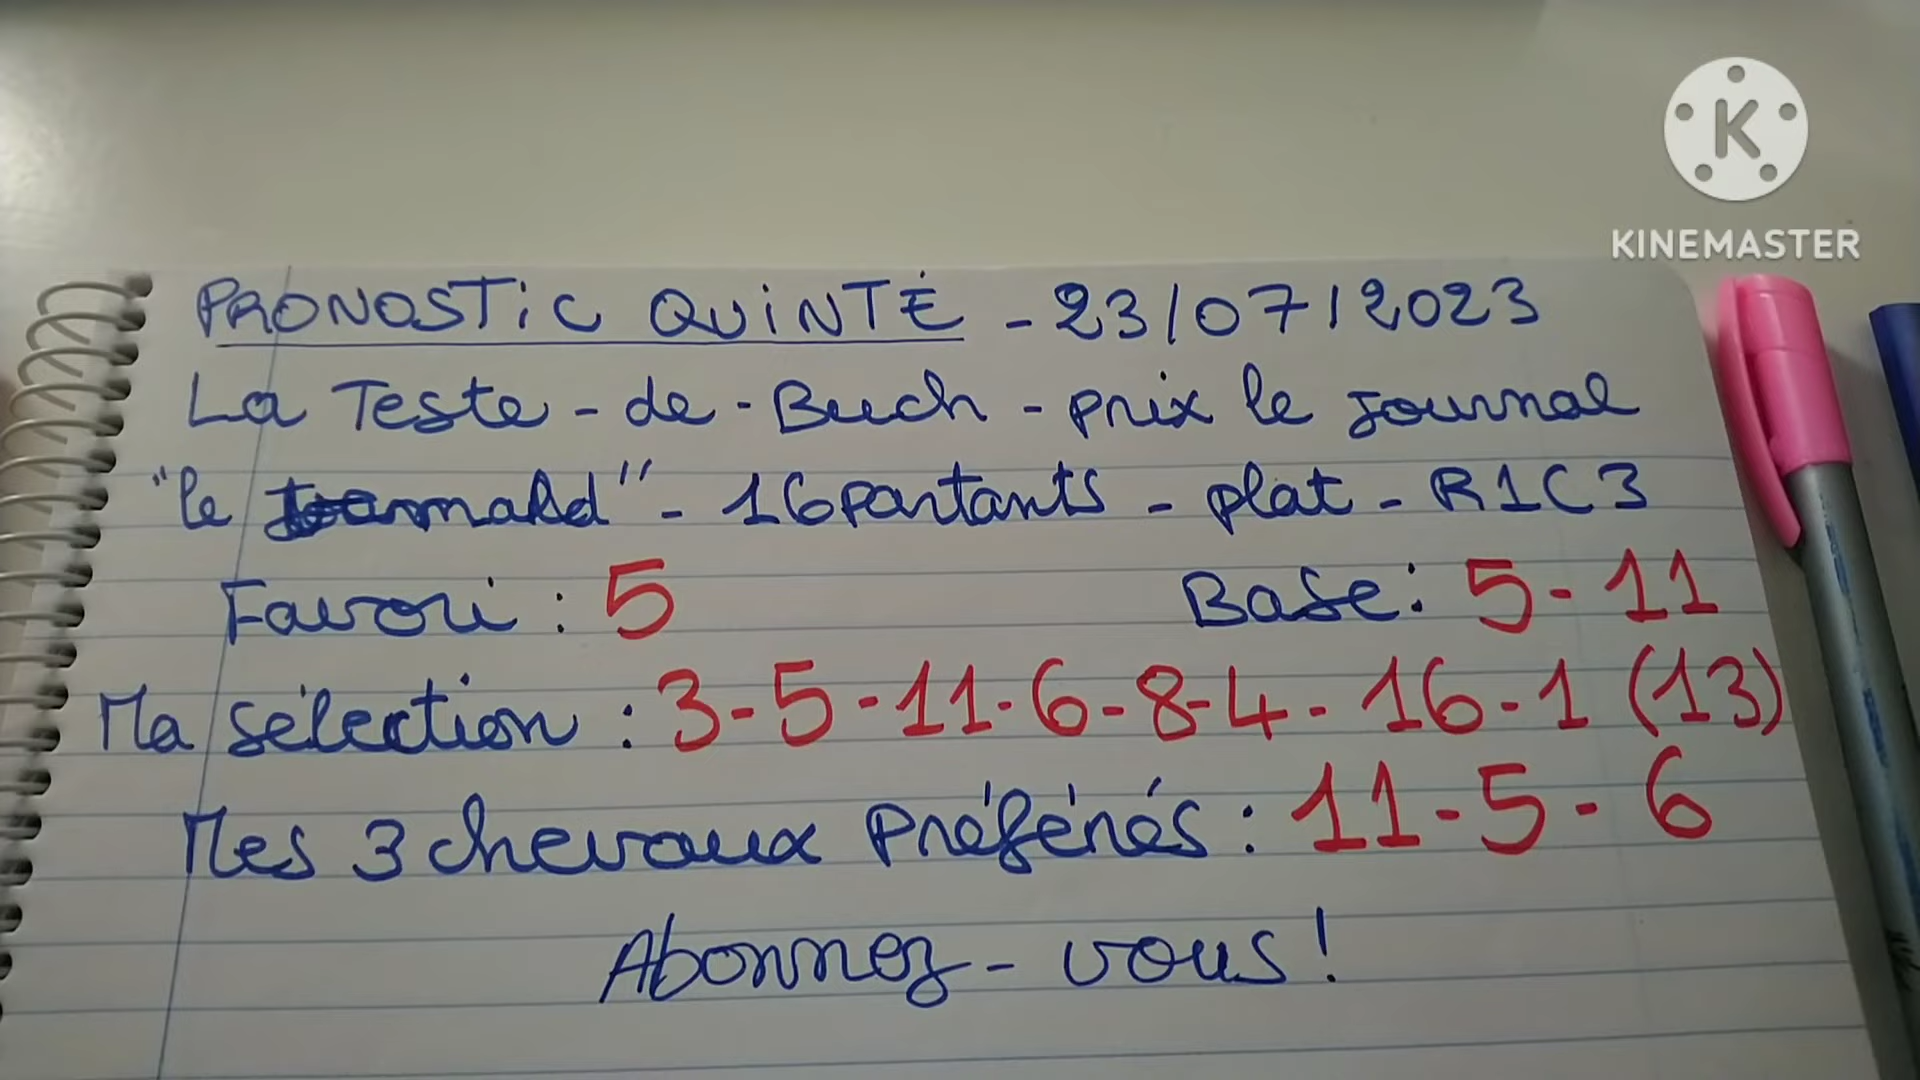 KINEMASTER
PRONOSTIC QUINTÉ - 23/07/2023
La Teste-de-Buch - prix le journal
"le " - 16 partants - plat - R1C3
Favori : 5 Base : 5 - 11
Ma sélection : 3 - 5 - 11 - 6 - 8 - 4 - 16 - 1 (13)
Mes 3 chevaux préférés : 11 - 5 - 6
Abonnez-vous !